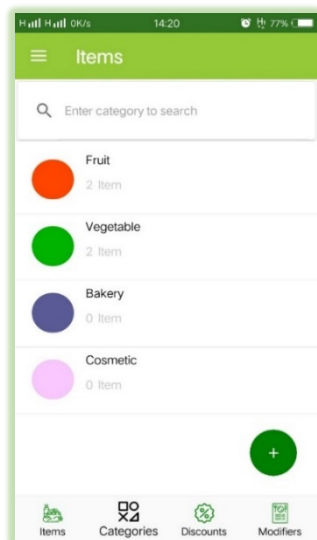 H H 0K/s 14:20 77%
Items
Enter category to search
Fruit
2 Item
Vegetable
2 Item
Bakery
0 Item
Cosmetic
0 Item
+
Items Categories Discounts Modifiers